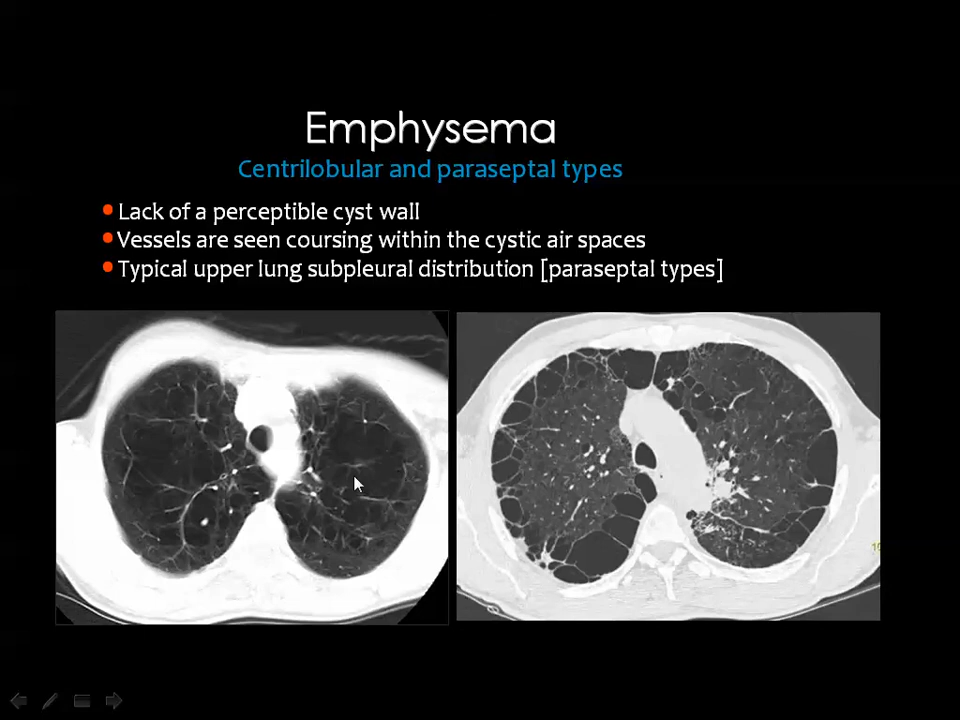 Emphysema
Centrilobular and paraseptal types
Lack of a perceptible cyst wall
Vessels are seen coursing within the cystic air spaces
Typical upper lung subpleural distribution [paraseptal types]